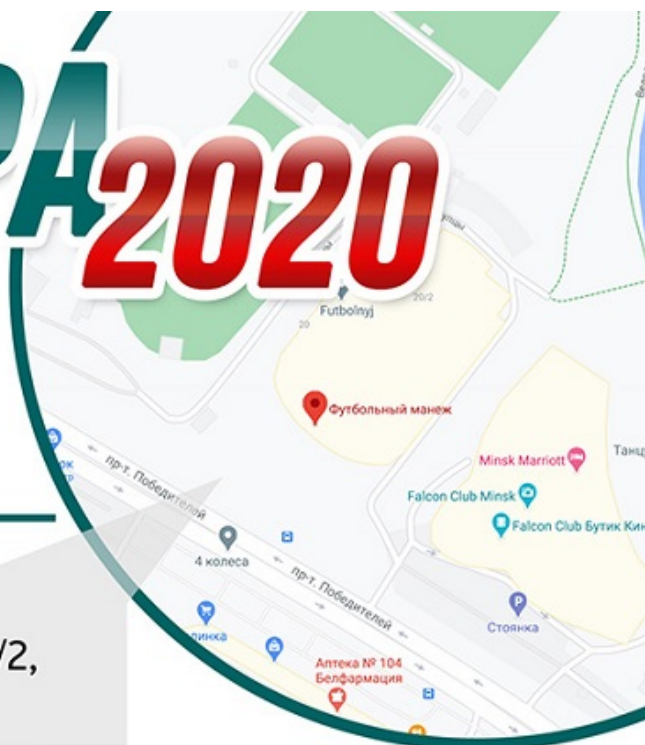 РА
2020
Futbolnyj
20/2
20
Футбольный манеж
Minsk Marriott
Falcon Club Minsk
Falcon Club Бутик Кин
Танц
пр-т. Победителей
4 колеса
пр-т. Победителей
Стоянка
Аптека № 104
Белфармация
/2,